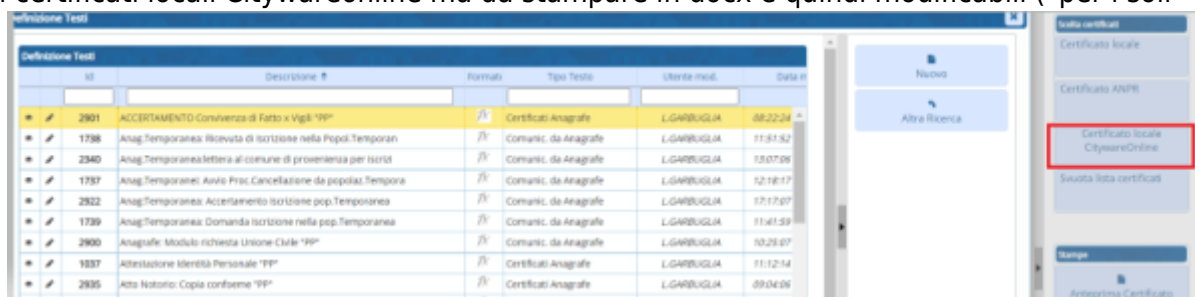 certificati locali CitywareOnline ma da stampare in docx e quindi modificabili ( per i soli
efinizione Testi
Scelta certificati
Definizione Testi
Certificato locale
Id Descrizione Formato Tipo Testo Utente mod. Data n
Nuovo
Certificato ANPR
2901 ACCERTAMENTO Convivenza di Fatto x Vigili "PP" Certificati Anagrafe L.GARBUGLIA 08:22:24
Altra Ricerca
1738 Anag.Temporanea: Ricevuta di Iscrizione nella Popol.Temporan Comunic. da Anagrafe L.GARBUGLIA 11:51:52
Certificato locale
CitywareOnline
2340 Anag.Temporanea:lettera al comune di provenienza per Iscrizi Comunic. da Anagrafe L.GARBUGLIA 13:07:06
1737 Anag.Temporanei: Avvio Proc.Cancellazione da popolaz.Tempora Comunic. da Anagrafe L.GARBUGLIA 12:18:17
Svuota lista certificati
2922 Anag.Temporanea: Accertamento iscrizione pop.Temporanea Comunic. da Anagrafe L.GARBUGLIA 17:17:07
1739 Anag.Temporanea: Domanda Iscrizione nella pop.Temporanea Comunic. da Anagrafe L.GARBUGLIA 11:41:59
2900 Anagrafe: Modulo richiesta Unione Civile "PP" Comunic. da Anagrafe L.GARBUGLIA 10:25:07
Stampe
1037 Attestazione Identità Personale "PP" Certificati Anagrafe L.GARBUGLIA 11:12:14
2935 Atto Notorio: Copia conforme "PP" Certificati Anagrafe L.GARBUGLIA 09:04:06
Anteprima Certificato